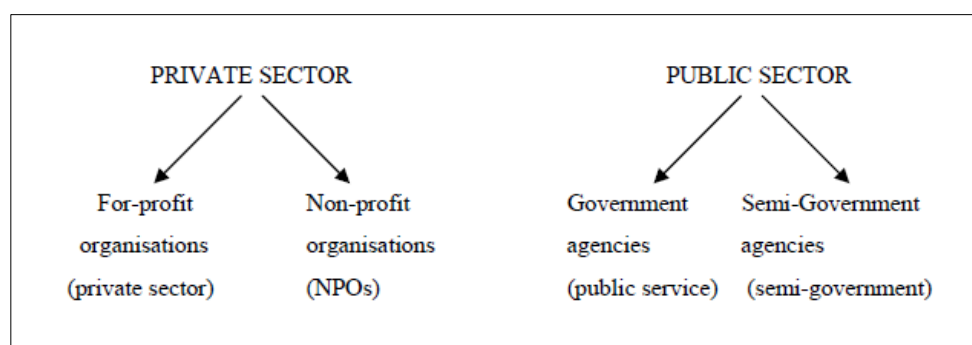 PRIVATE SECTOR
PUBLIC SECTOR
For-profit
organisations
(private sector)
Non-profit
organisations
(NPOs)
Government
agencies
(public service)
Semi-Government
agencies
(semi-government)